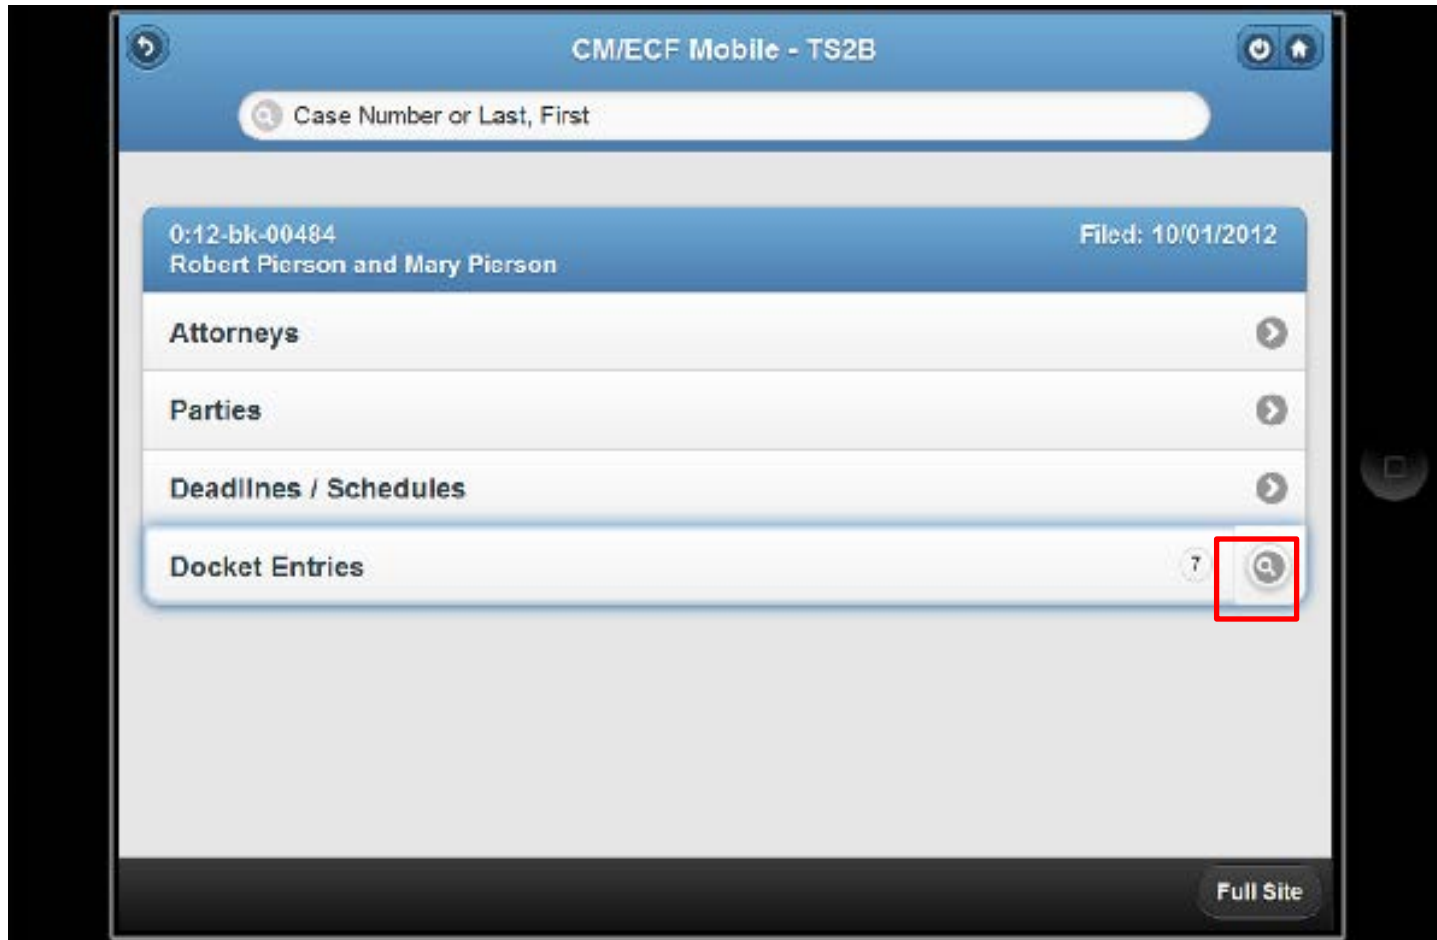 CM/ECF Mobile - TS2B
Case Number or Last, First
0:12-bk-00484
Filed: 10/01/2012
Robert Pierson and Mary Pierson
Attorneys
Parties
Deadlines / Schedules
Docket Entries
7
Full Site